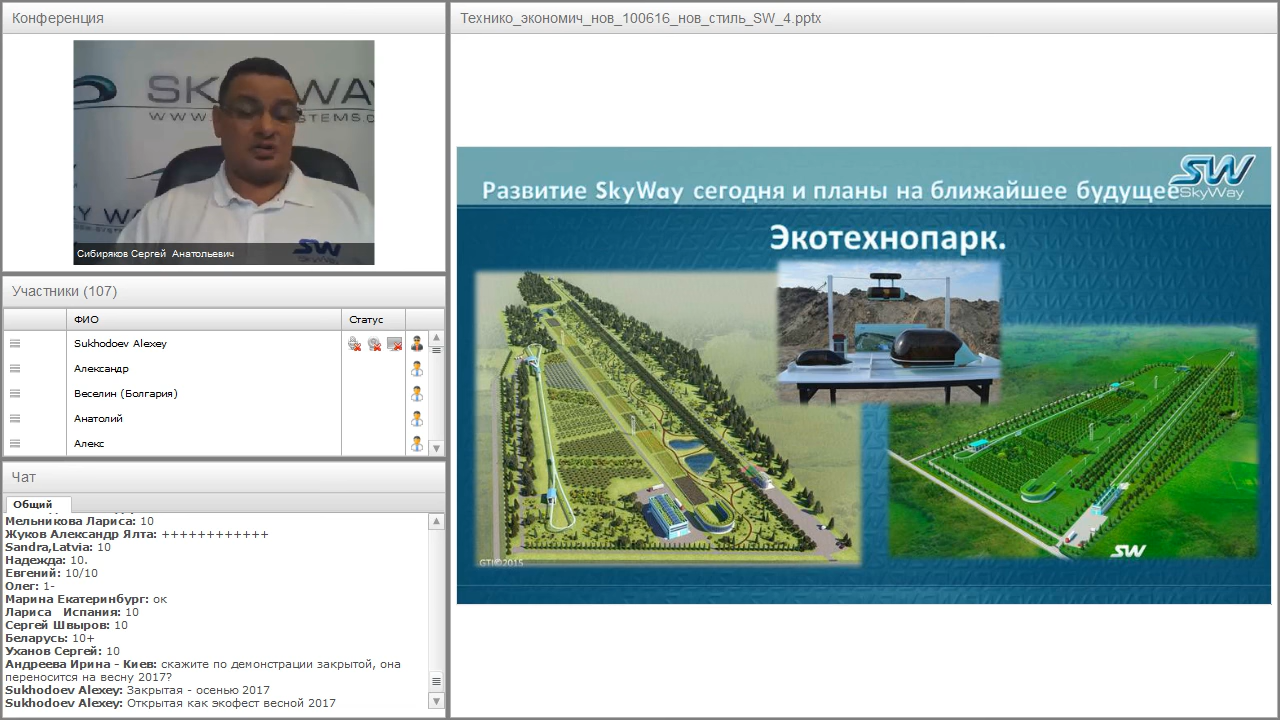 Конференция
SKYWAY
Сибиряков Сергей Анатольевич
SW
Участники (107)
ФИО
Статус
Sukhodoev Alexey
Александр
Веселин (Болгария)
Анатолий
Алекс
Чат
Общий
Мельникова Лариса: 10
Жуков Александр Ялта: ++++++++++++
Sandra,Latvia: 10
Надежда: 10.
Евгений: 10/10
Олег: 1-
Марина Екатеринбург: ок
Лариса Испания: 10
Сергей Швыров: 10
Беларусь: 10+
Уханов Сергей: 10
Андреева Ирина - Киев: скажите по демонстрации закрытой, она
переносится на весну 2017?
Sukhodoev Alexey: Закрытая - осенью 2017
Sukhodoev Alexey: Открытая как экофест весной 2017
Технико_экономич_нов_100616_нов_стиль_SW_4.pptx
Развитие SkyWay сегодня и планы на ближайшее будущее
SW
SkyWay
Экотехнопарк.
GTI©2015
SW